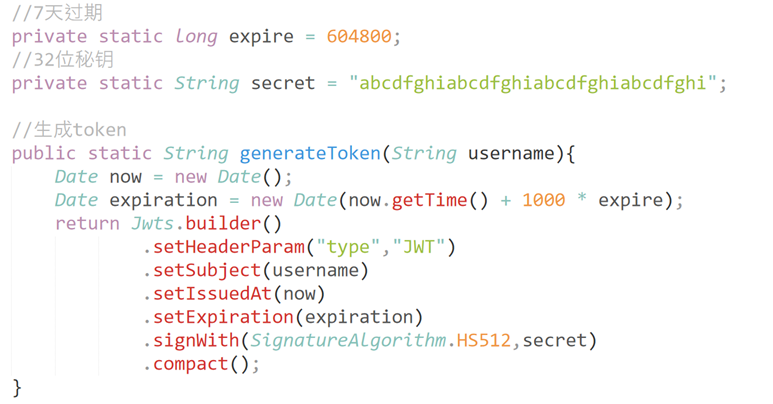 //7天过期
private static long expire = 604800;
//32位秘钥
private static String secret = "abcdfghiabcdfghiabcdfghiabcdfghi";

//生成token
public static String generateToken(String username){
    Date now = new Date();
    Date expiration = new Date(now.getTime() + 1000 * expire);
    return Jwts.builder()
            .setHeaderParam("type","JWT")
            .setSubject(username)
            .setIssuedAt(now)
            .setExpiration(expiration)
            .signWith(SignatureAlgorithm.HS512,secret)
            .compact();
}